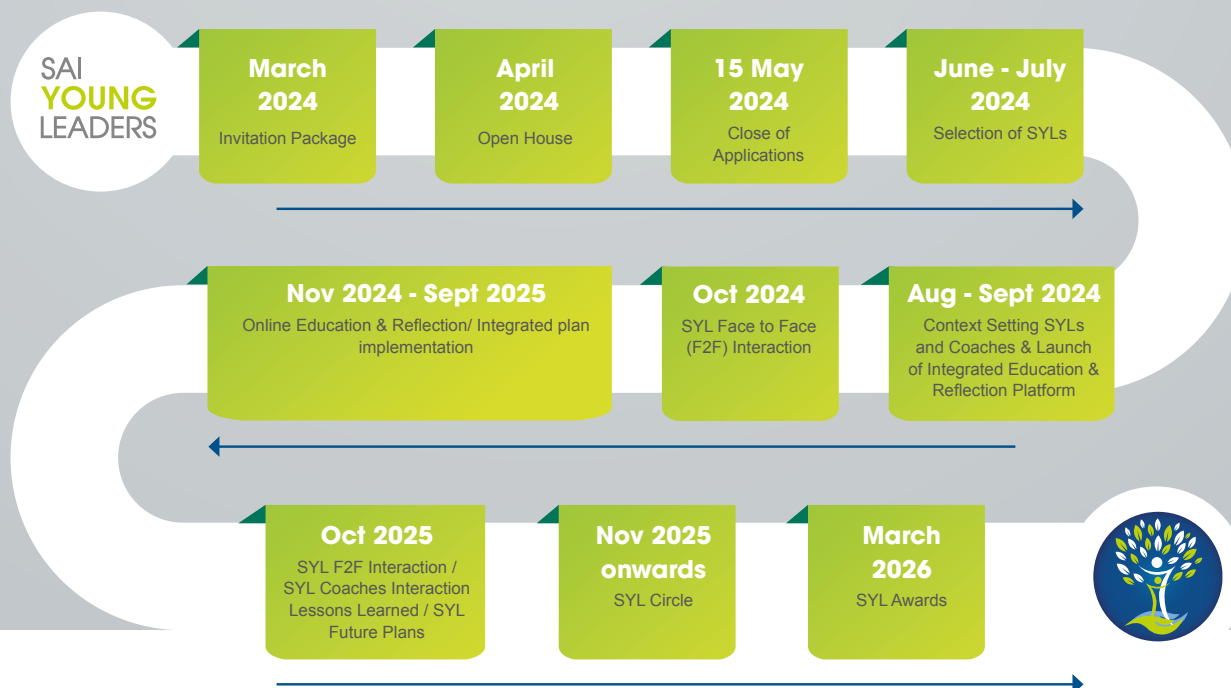 SAI
YOUNG
LEADERS
March
2024
Invitation Package
April
2024
Open House
15 May
2024
Close of
Applications
June - July
2024
Selection of SYLs
Aug - Sept 2024
Context Setting SYLs
and Coaches & Launch
of Integrated Education &
Reflection Platform
Oct 2024
SYL Face to Face
(F2F) Interaction
Nov 2024 - Sept 2025
Online Education & Reflection/ Integrated plan
implementation
Oct 2025
SYL F2F Interaction /
SYL Coaches Interaction
Lessons Learned / SYL
Future Plans
Nov 2025
onwards
SYL Circle
March
2026
SYL Awards